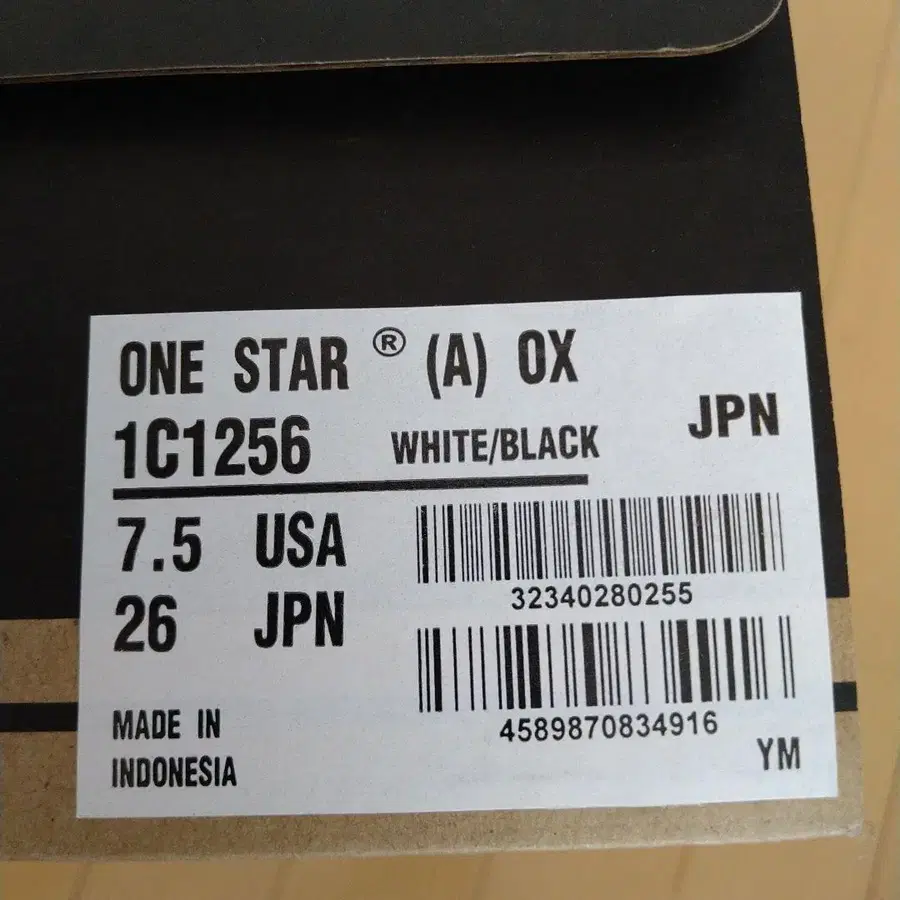 ONE STAR ® (A) OX
1C1256 WHITE/BLACK JPN
7.5 USA
32340280255
26 JPN
4589870834916
MADE IN
INDONESIA
YM